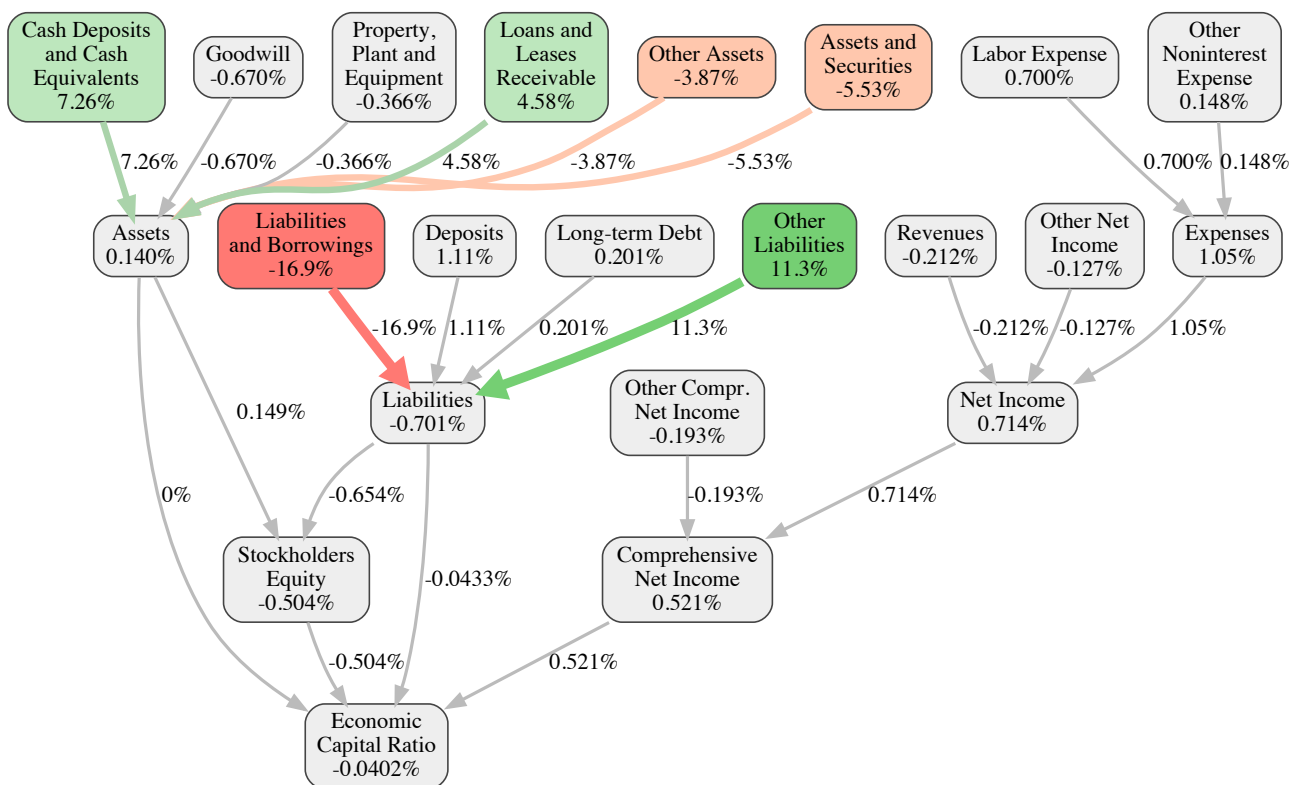 Cash Deposits
and Cash
Equivalents
7.26%
Goodwill
-0.670%
Property,
Plant and
Equipment
-0.366%
Loans and
Leases
Receivable
4.58%
Other Assets
-3.87%
Assets and
Securities
-5.53%
Labor Expense
0.700%
Other
Noninterest
Expense
0.148%
7.26%
-0.670%
-0.366%
4.58%
-3.87%
-5.53%
0.700%
0.148%
Assets
0.140%
Liabilities
and Borrowings
-16.9%
Deposits
1.11%
Long-term Debt
0.201%
Other
Liabilities
11.3%
Revenues
-0.212%
Other Net
Income
-0.127%
Expenses
1.05%
-16.9%
1.11%
0.201%
11.3%
-0.212%
-0.127%
1.05%
0.149%
Liabilities
-0.701%
Other Compr.
Net Income
-0.193%
Net Income
0.714%
0%
-0.654%
-0.193%
0.714%
Stockholders
Equity
-0.504%
-0.0433%
Comprehensive
Net Income
0.521%
-0.504%
0.521%
Economic
Capital Ratio
-0.0402%